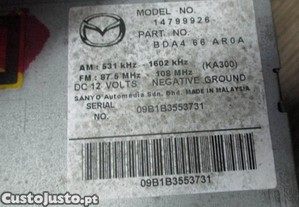 MODEL NO.
14799926
PART NO.
BDA4 66 AR0A
AM: 531 kHz - 1602 kHz (KA300)
FM: 87.5 MHz - 108 MHz
DC 12 VOLTS NEGATIVE GROUND
SANYO Automedia Sdn. Bhd. MADE IN MALAYSIA
SERIAL NO. 09B1B3553731
09B1B3553731
CustoJusto.pt